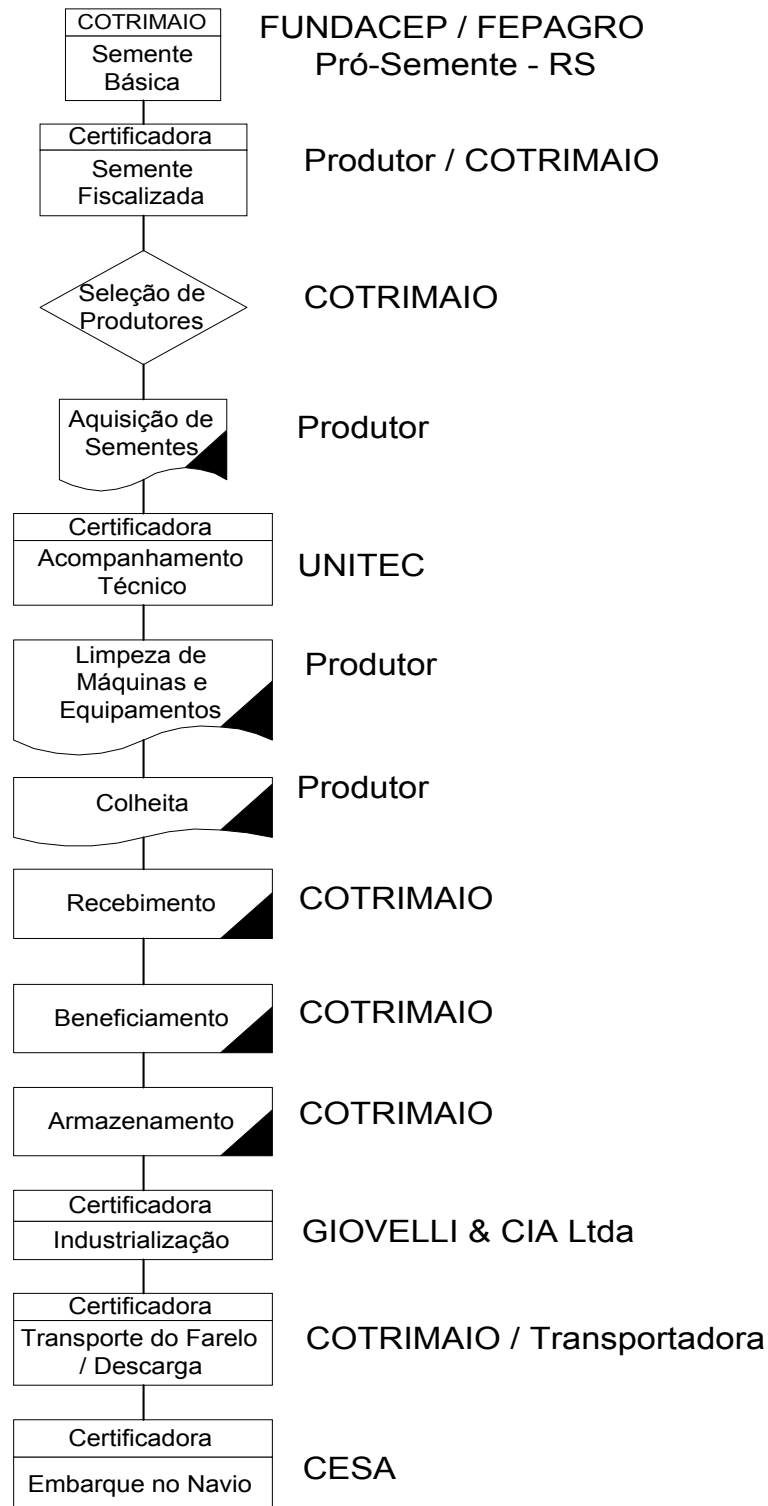 COTRIMAIO
Semente
Básica
FUNDACEP / FEPAGRO
Pró-Semente - RS
Certificadora
Semente
Fiscalizada
Produtor / COTRIMAIO
Seleção de
Produtores
COTRIMAIO
Aquisição de
Sementes
Produtor
Certificadora
Acompanhamento
Técnico
UNITEC
Limpeza de
Máquinas e
Equipamentos
Produtor
Colheita
Produtor
Recebimento
COTRIMAIO
Beneficiamento
COTRIMAIO
Armazenamento
COTRIMAIO
Certificadora
Industrialização
GIOVELLI & CIA Ltda
Certificadora
Transporte do Farelo
/ Descarga
COTRIMAIO / Transportadora
Certificadora
Embarque no Navio
CESA